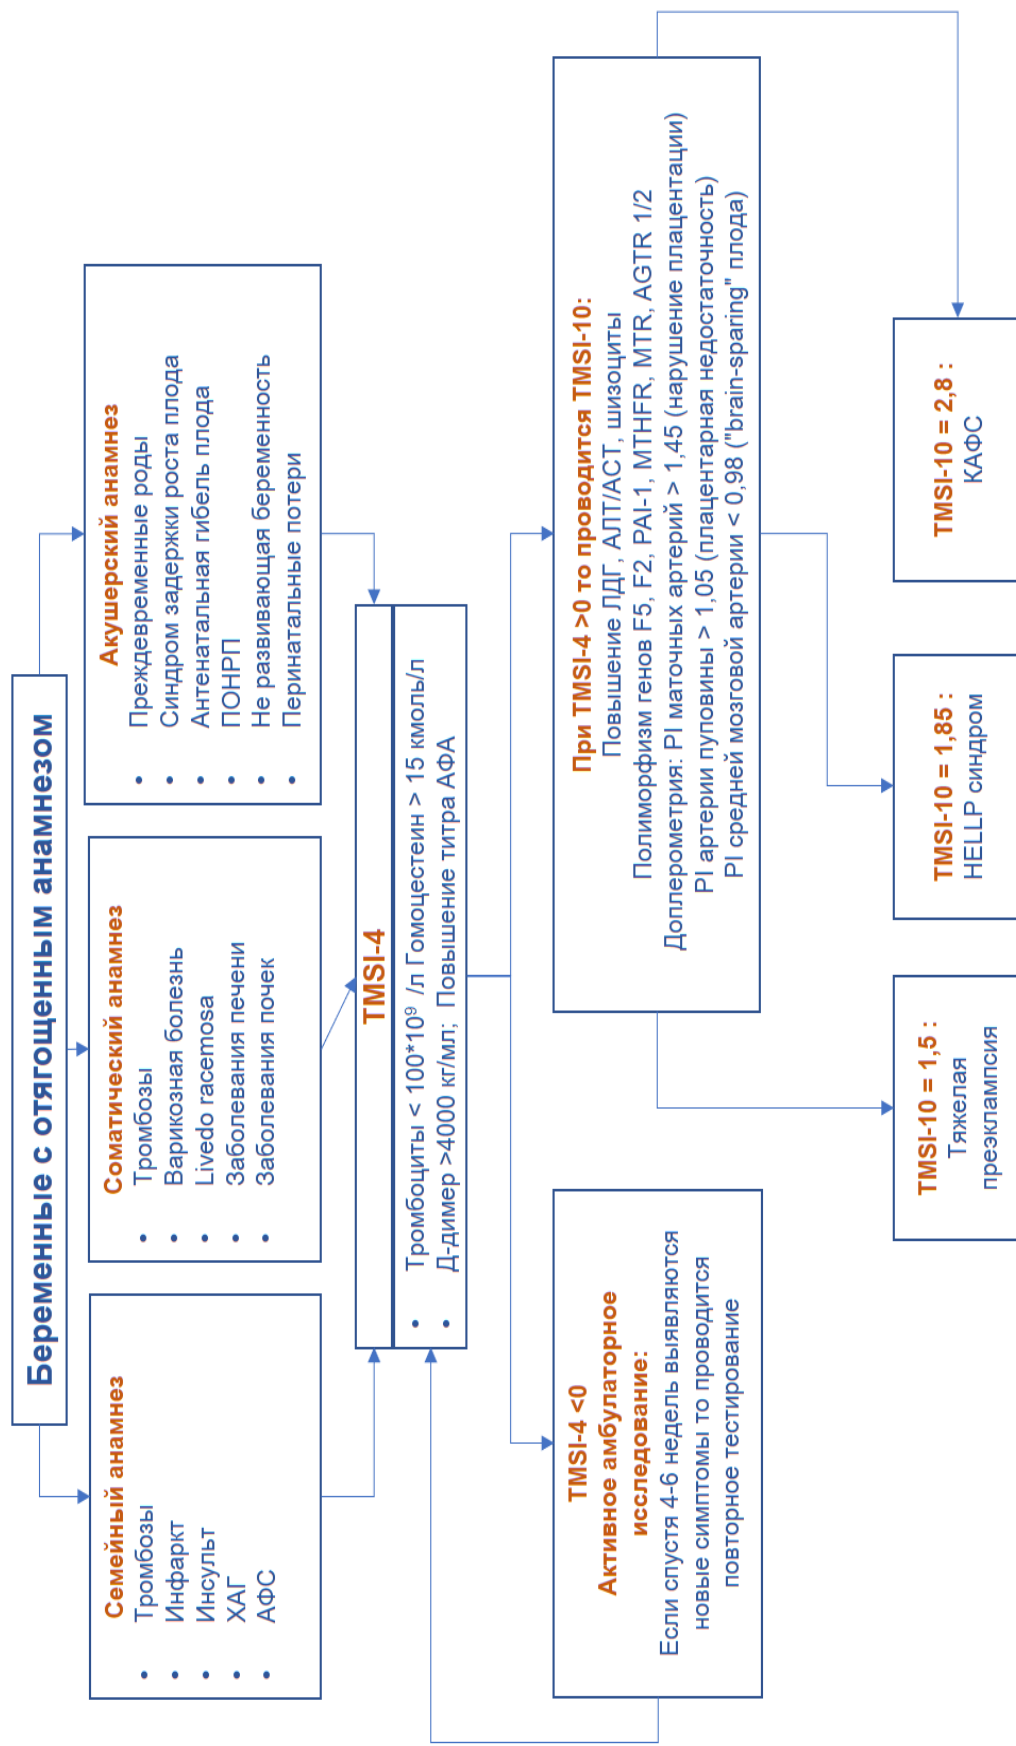 Беременные с отягощенным анамнезом
Семейный анамнез
• Тромбозы
• Инфаркт
• Инсульт
• ХАГ
• АФС
Соматический анамнез
• Тромбозы
• Варикозная болезнь
• Livedo racemosa
• Заболевания печени
• Заболевания почек
Акушерский анамнез
• Преждевременные роды
• Синдром задержки роста плода
• Антенатальная гибель плода
• ПОНРП
• Не развивающая беременность
• Перинатальные потери
TMSI-4
• Тромбоциты < 100*10⁹ /л Гомоцестеин > 15 кмоль/л
• Д-димер >4000 кг/мл; Повышение титра АФА
TMSI-4 <0
Активное амбулаторное
исследование:
Если спустя 4-6 недель выявляются
новые симптомы то проводится
повторное тестирование
При TMSI-4 >0 то проводится TMSI-10:
Повышение ЛДГ, АЛТ/АСТ, шизоциты
Полиморфизм генов F5, F2, PAI-1, MTHFR, MTR, AGTR 1/2
Доплерометрия: PI маточных артерий > 1,45 (нарушение плацентации)
PI артерии пуповины > 1,05 (плацентарная недостаточность)
PI средней мозговой артерии < 0,98 ("brain-sparing" плода)
TMSI-10 = 1,5 :
Тяжелая
преэклампсия
TMSI-10 = 1,85 :
HELLP синдром
TMSI-10 = 2,8 :
КАФС